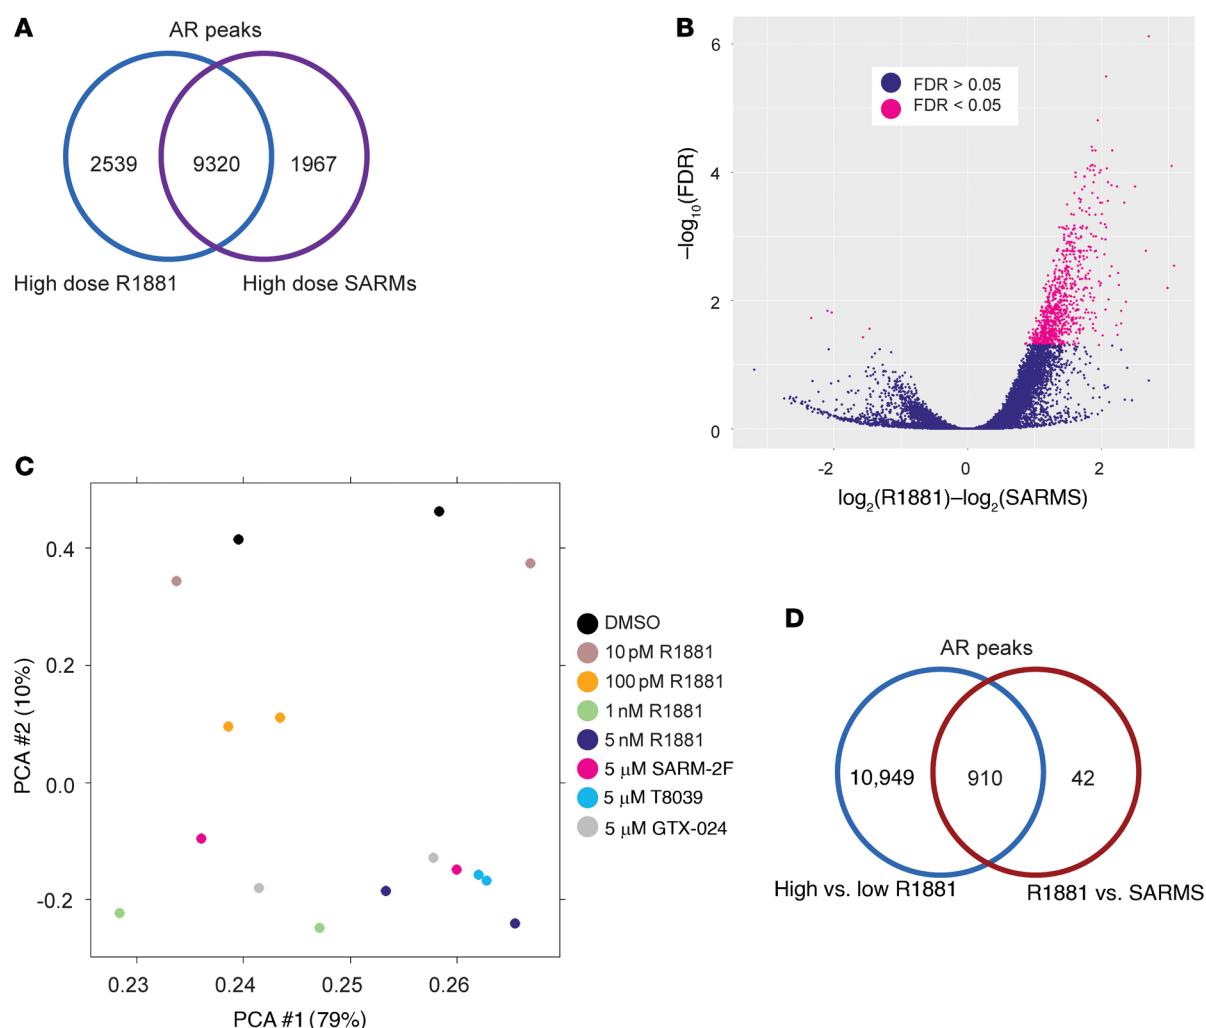 A
AR peaks
2539
9320
1967
High dose R1881
High dose SARMs
B
FDR > 0.05
FDR < 0.05
6
4
2
0
–log10(FDR)
-2
0
2
log2(R1881)–log2(SARMS)
C
0.4
0.2
0.0
-0.2
PCA #2 (10%)
0.23
0.24
0.25
0.26
PCA #1 (79%)
DMSO
10 pM R1881
100 pM R1881
1 nM R1881
5 nM R1881
5 μM SARM-2F
5 μM T8039
5 μM GTX-024
D
AR peaks
10,949
910
42
High vs. low R1881
R1881 vs. SARMS